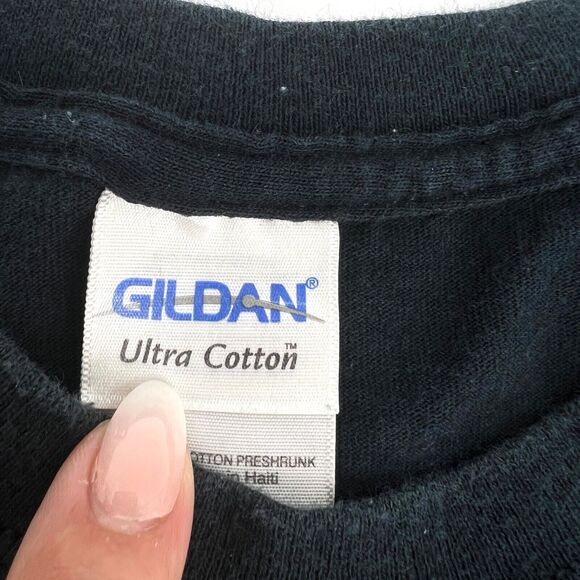 GILDAN®
Ultra Cotton™
OTTON PRESHRUNK
Haiti